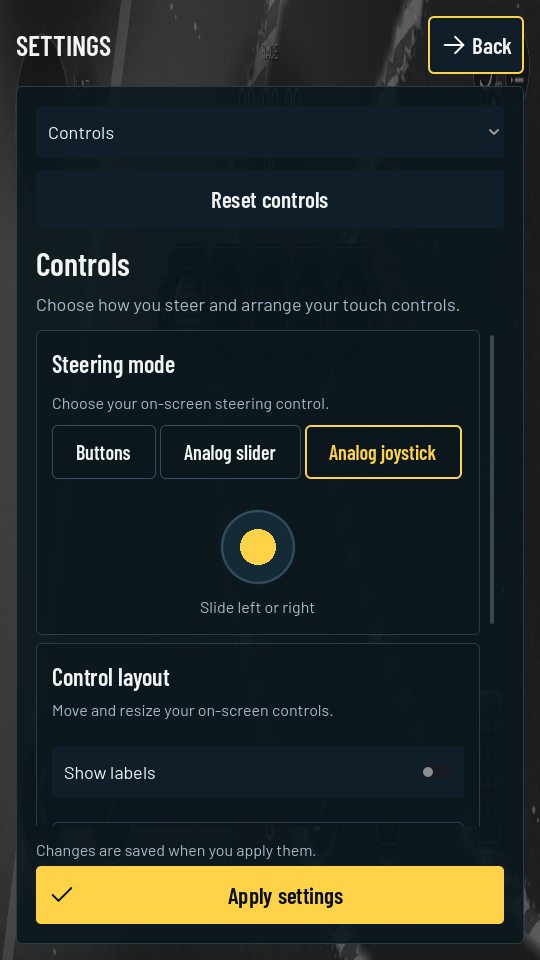 SETTINGS
Back
Controls
Reset controls
Controls
Choose how you steer and arrange your touch controls.
Steering mode
Choose your on-screen steering control.
Buttons
Analog slider
Analog joystick
Slide left or right
Control layout
Move and resize your on-screen controls.
Show labels
Changes are saved when you apply them.
Apply settings